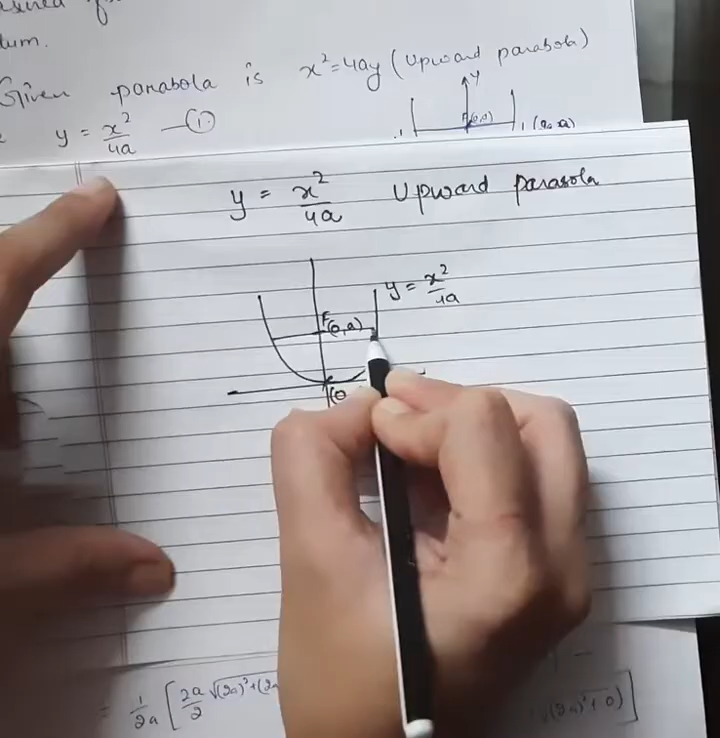 tum.
Given parabola is x² = 4ay (Upward parabola)
y = x²/4a —①
Y
y = x²/4a Upward parabola
y = x²/4a
F(0,a)
(0
= 1/2a [ 2a/2 √(2a)²+(2a
√(2a)²+0) ]